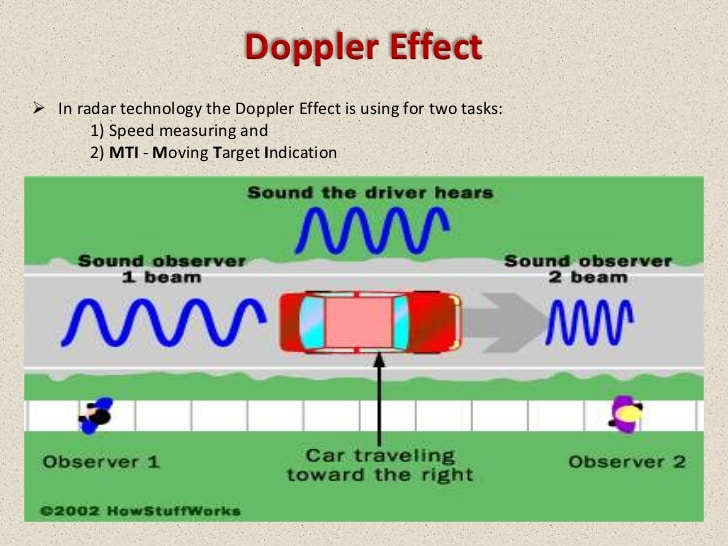 Doppler Effect
➢ In radar technology the Doppler Effect is using for two tasks:
1) Speed measuring and
2) MTI - Moving Target Indication
Sound the driver hears
Sound observer
1 beam
Sound observer
2 beam
Observer 1
Car traveling
toward the right
Observer 2
©2002 HowStuffWorks